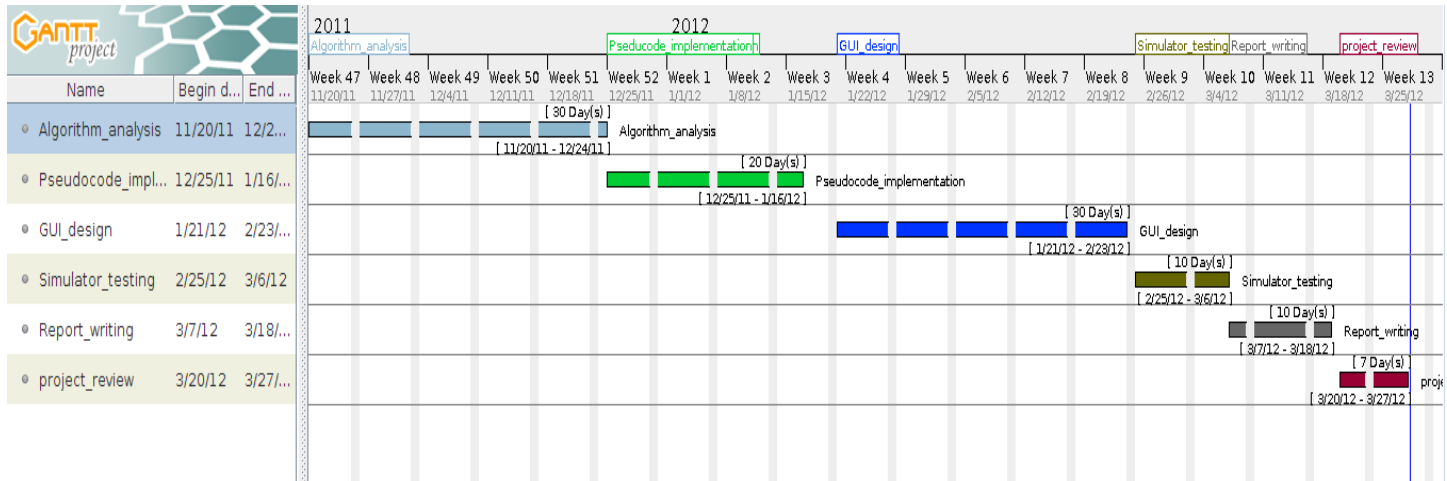 GANTT
project
Name Begin d... End ...
Algorithm_analysis 11/20/11 12/2...
Pseudocode_impl... 12/25/11 1/16/...
GUI_design 1/21/12 2/23/...
Simulator_testing 2/25/12 3/6/12
Report_writing 3/7/12 3/18/...
project_review 3/20/12 3/27/...
2011 2012
Algorithm_analysis Pseducode_implementationh GUI_design Simulator_testing Report_writing project_review
Week 47 Week 48 Week 49 Week 50 Week 51 Week 52 Week 1 Week 2 Week 3 Week 4 Week 5 Week 6 Week 7 Week 8 Week 9 Week 10 Week 11 Week 12 Week 13
11/20/11 11/27/11 12/4/11 12/11/11 12/18/11 12/25/11 1/1/12 1/8/12 1/15/12 1/22/12 1/29/12 2/5/12 2/12/12 2/19/12 2/26/12 3/4/12 3/11/12 3/18/12 3/25/12
[ 30 Day(s) ]
Algorithm_analysis
[ 11/20/11 - 12/24/11 ]
[ 20 Day(s) ]
Pseudocode_implementation
[ 12/25/11 - 1/16/12 ]
[ 30 Day(s) ]
GUI_design
[ 1/21/12 - 2/23/12 ]
[ 10 Day(s) ]
Simulator_testing
[ 2/25/12 - 3/6/12 ]
[ 10 Day(s) ]
Report_writing
[ 3/7/12 - 3/18/12 ]
[ 7 Day(s) ]
proje
[ 3/20/12 - 3/27/12 ]